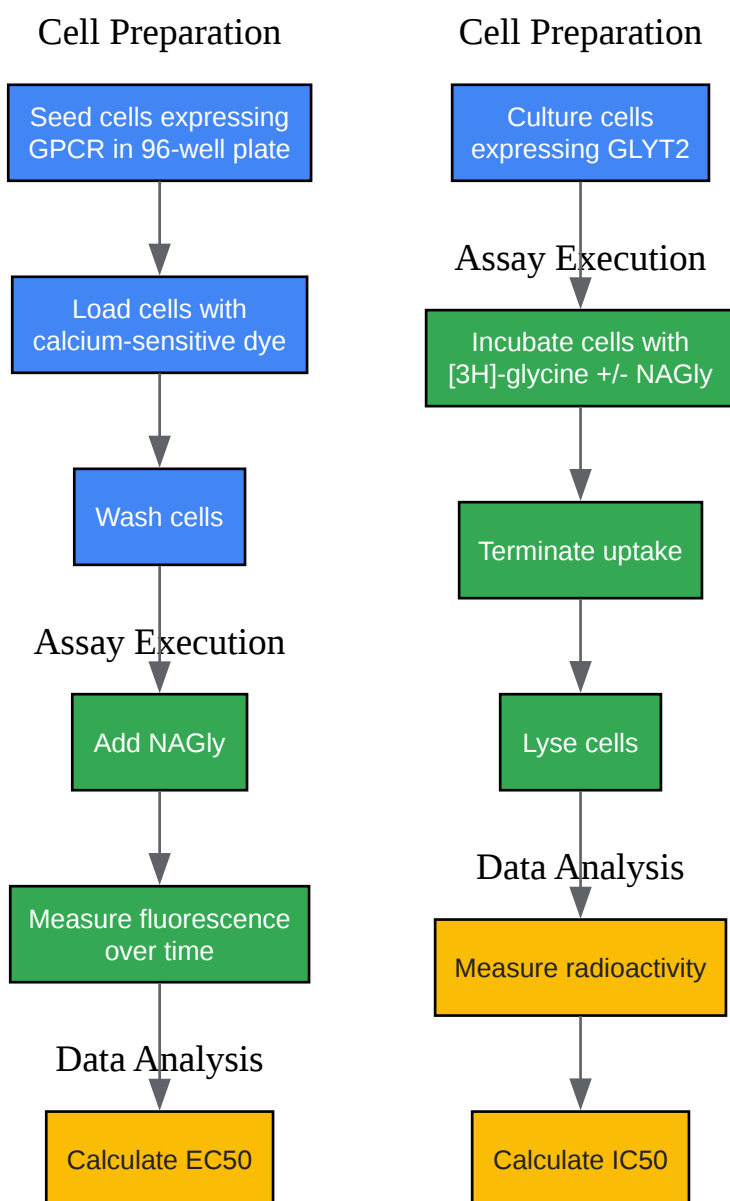 Cell Preparation
Seed cells expressing
GPCR in 96-well plate
Load cells with
calcium-sensitive dye
Wash cells
Assay Execution
Add NAGly
Measure fluorescence
over time
Data Analysis
Calculate EC50
Cell Preparation
Culture cells
expressing GLYT2
Assay Execution
Incubate cells with
[3H]-glycine +/- NAGly
Terminate uptake
Lyse cells
Data Analysis
Measure radioactivity
Calculate IC50